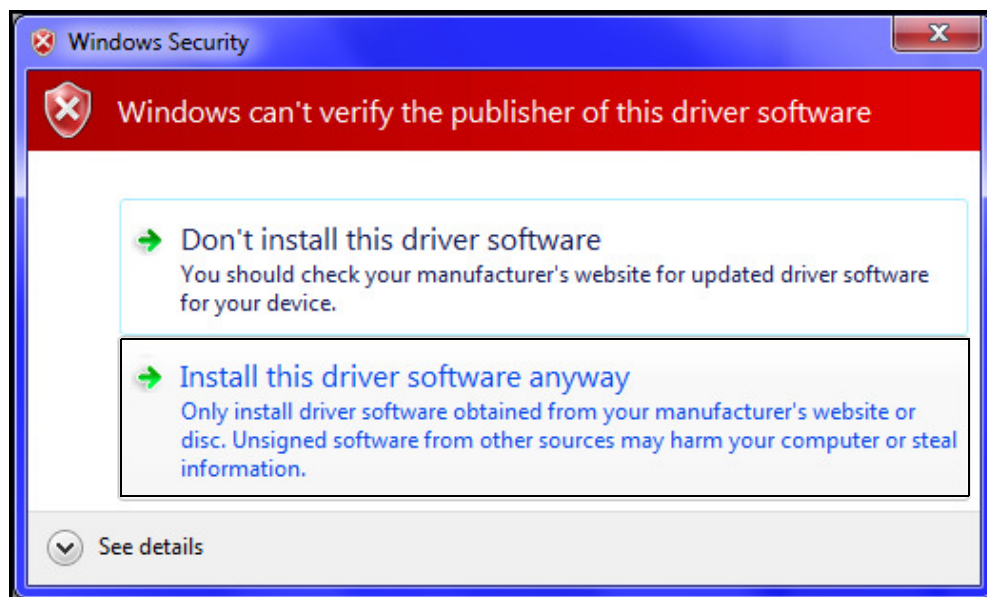 Windows Security
Windows can't verify the publisher of this driver software
Don't install this driver software
You should check your manufacturer's website for updated driver software
for your device.
Install this driver software anyway
Only install driver software obtained from your manufacturer's website or
disc. Unsigned software from other sources may harm your computer or steal
information.
See details